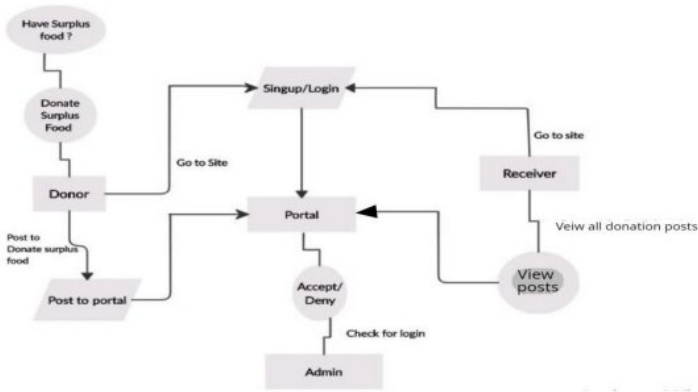 Have Surplus
food ?
Donate
Surplus
Food
Donor
Go to Site
Post to
Donate surplus
food
Post to portal
Singup/Login
Portal
Accept/
Deny
Check for login
Admin
Go to site
Receiver
Veiw all donation posts
View
posts